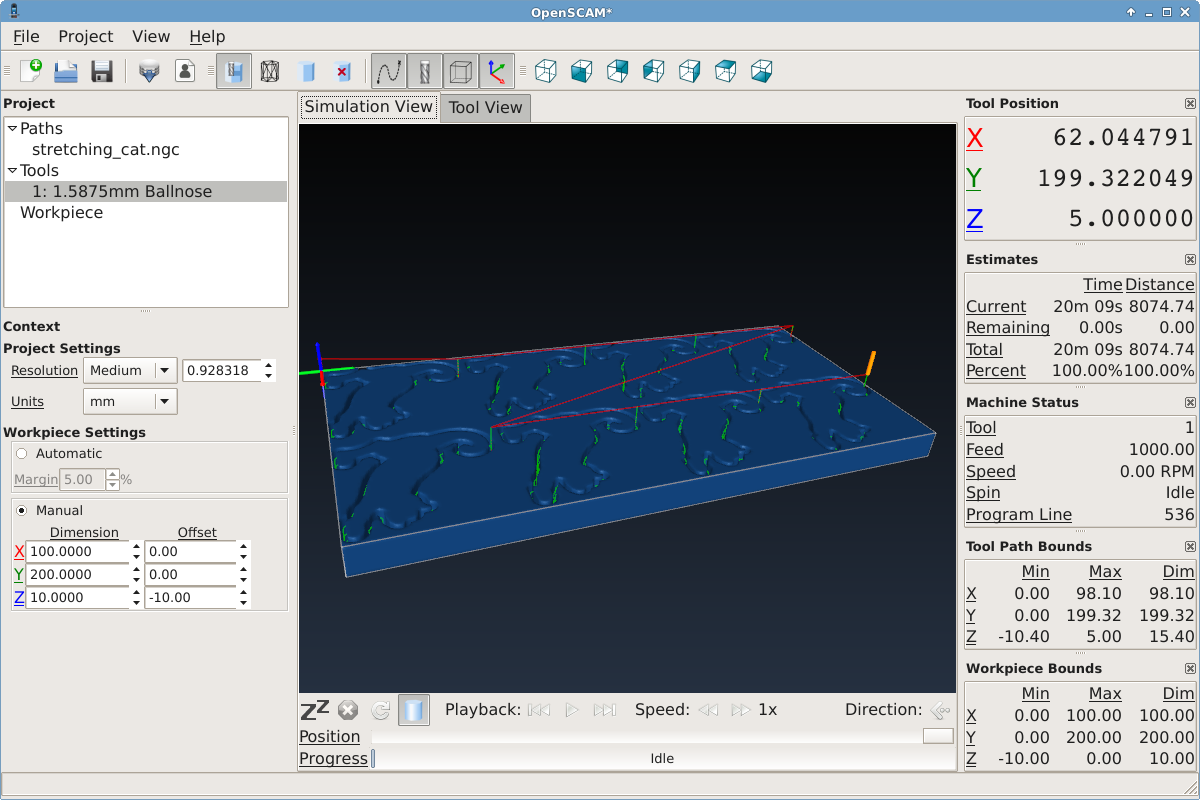 OpenSCAM*
File Project View Help
Project
Paths
stretching_cat.ngc
Tools
1: 1.5875mm Ballnose
Workpiece
Context
Project Settings
Resolution Medium 0.928318
Units mm
Workpiece Settings
Automatic
Margin 5.00 %
Manual
Dimension Offset
X 100.0000 0.00
Y 200.0000 0.00
Z 10.0000 -10.00
Simulation View Tool View
ZZ Playback: Speed: 1x Direction:
Position
Progress Idle
Tool Position
X 62.044791
Y 199.322049
Z 5.000000
Estimates
Time Distance
Current 20m 09s 8074.74
Remaining 0.00s 0.00
Total 20m 09s 8074.74
Percent 100.00% 100.00%
Machine Status
Tool 1
Feed 1000.00
Speed 0.00 RPM
Spin Idle
Program Line 536
Tool Path Bounds
Min Max Dim
X 0.00 98.10 98.10
Y 0.00 199.32 199.32
Z -10.40 5.00 15.40
Workpiece Bounds
Min Max Dim
X 0.00 100.00 100.00
Y 0.00 200.00 200.00
Z -10.00 0.00 10.00